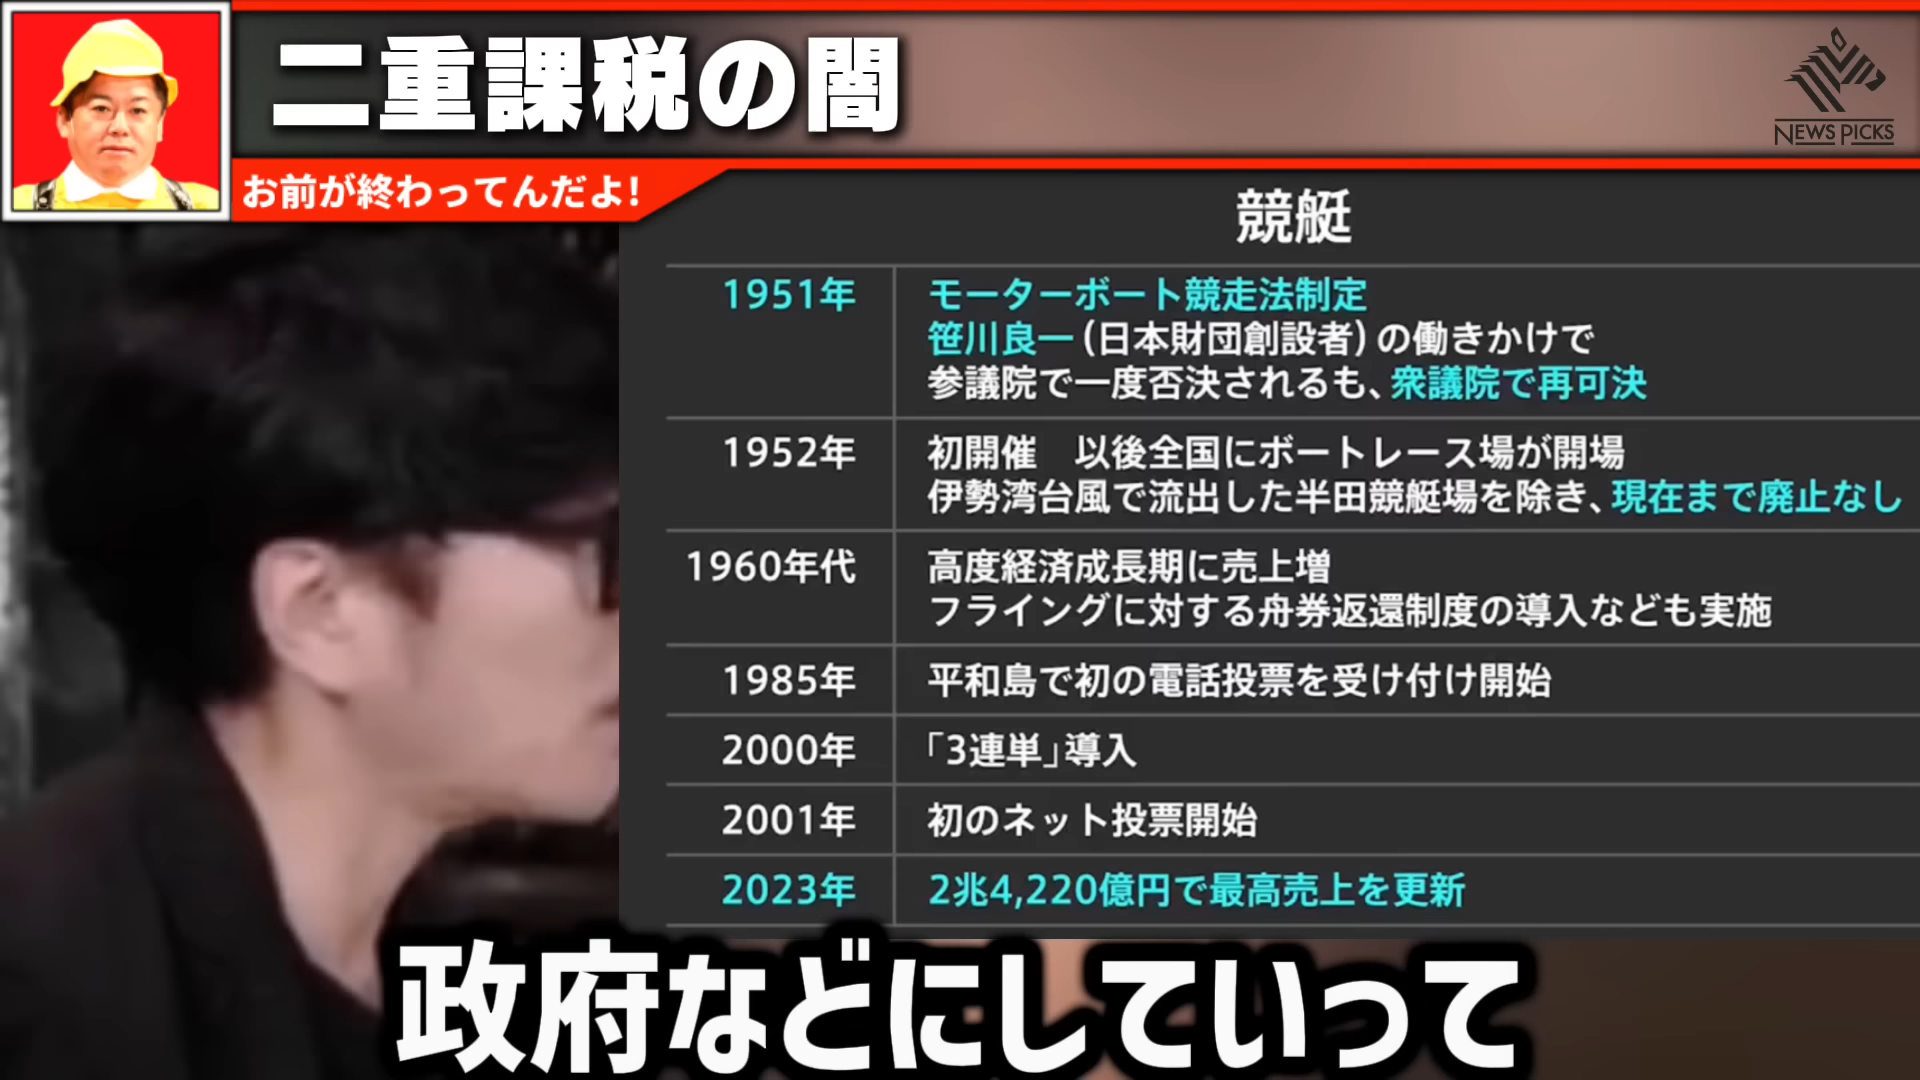 二重課税の闇
NEWS PICKS
お前が終わってんだよ!
競艇
1951年
モーターボート競走法制定
笹川良一(日本財団創設者)の働きかけで
参議院で一度否決されるも、衆議院で再可決
1952年
初開催 以後全国にボートレース場が開場
伊勢湾台風で流出した半田競艇場を除き、現在まで廃止なし
1960年代
高度経済成長期に売上増
フライングに対する舟券返還制度の導入なども実施
1985年
平和島で初の電話投票を受け付け開始
2000年
「3連単」導入
2001年
初のネット投票開始
2023年
2兆4,220億円で最高売上を更新
政府などにしていって